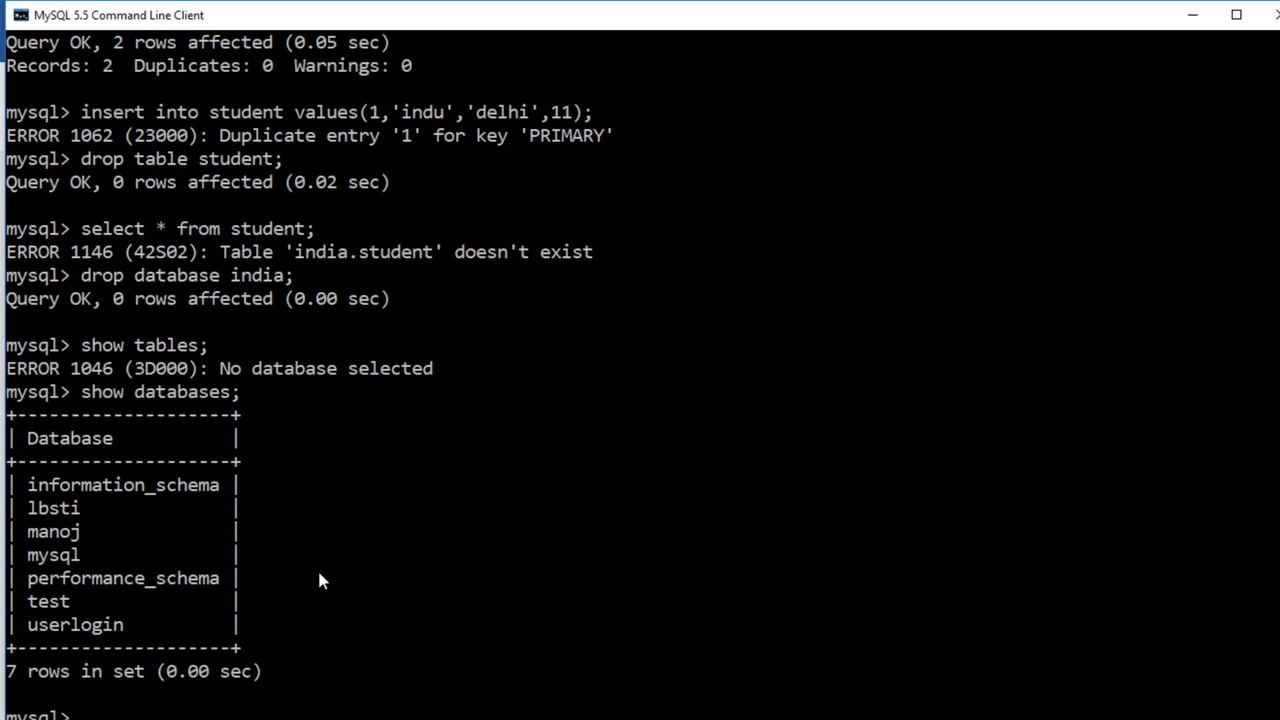 MySQL 5.5 Command Line Client
Query OK, 2 rows affected (0.05 sec)
Records: 2  Duplicates: 0  Warnings: 0
mysql> insert into student values(1,'indu','delhi',11);
ERROR 1062 (23000): Duplicate entry '1' for key 'PRIMARY'
mysql> drop table student;
Query OK, 0 rows affected (0.02 sec)
mysql> select * from student;
ERROR 1146 (42S02): Table 'india.student' doesn't exist
mysql> drop database india;
Query OK, 0 rows affected (0.00 sec)
mysql> show tables;
ERROR 1046 (3D000): No database selected
mysql> show databases;
+--------------------+
| Database           |
+--------------------+
| information_schema |
| lbsti              |
| manoj              |
| mysql              |
| performance_schema |
| test               |
| userlogin          |
+--------------------+
7 rows in set (0.00 sec)
mysql>